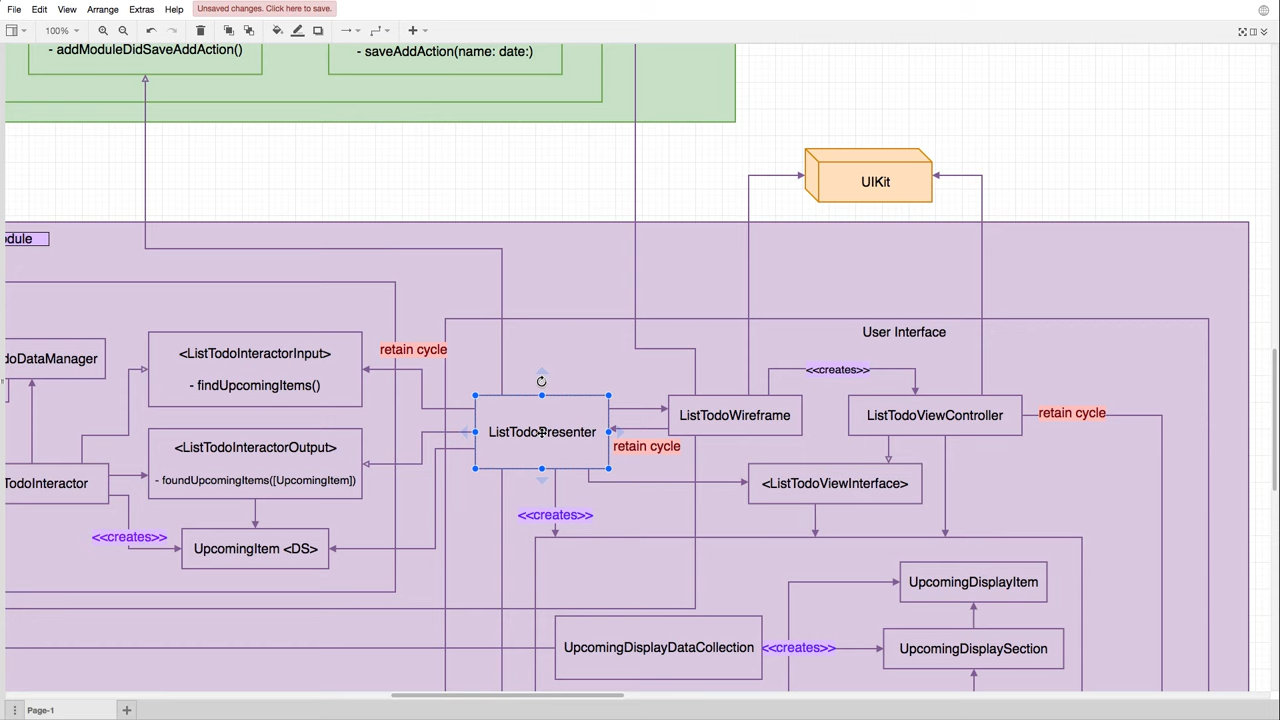 File Edit View Arrange Extras Help Unsaved changes. Click here to save.
100%
- addModuleDidSaveAddAction()
- saveAddAction(name: date:)
UIKit
odule
User Interface
<ListTodoInteractorInput>
- findUpcomingItems()
retain cycle
doDataManager
<<creates>>
ListTodoPresenter
ListTodoWireframe
ListTodoViewController
retain cycle
retain cycle
<ListTodoInteractorOutput>
- foundUpcomingItems([UpcomingItem])
TodoInteractor
<ListTodoViewInterface>
<<creates>>
<<creates>>
UpcomingItem <DS>
UpcomingDisplayItem
UpcomingDisplayDataCollection
<<creates>>
UpcomingDisplaySection
Page-1